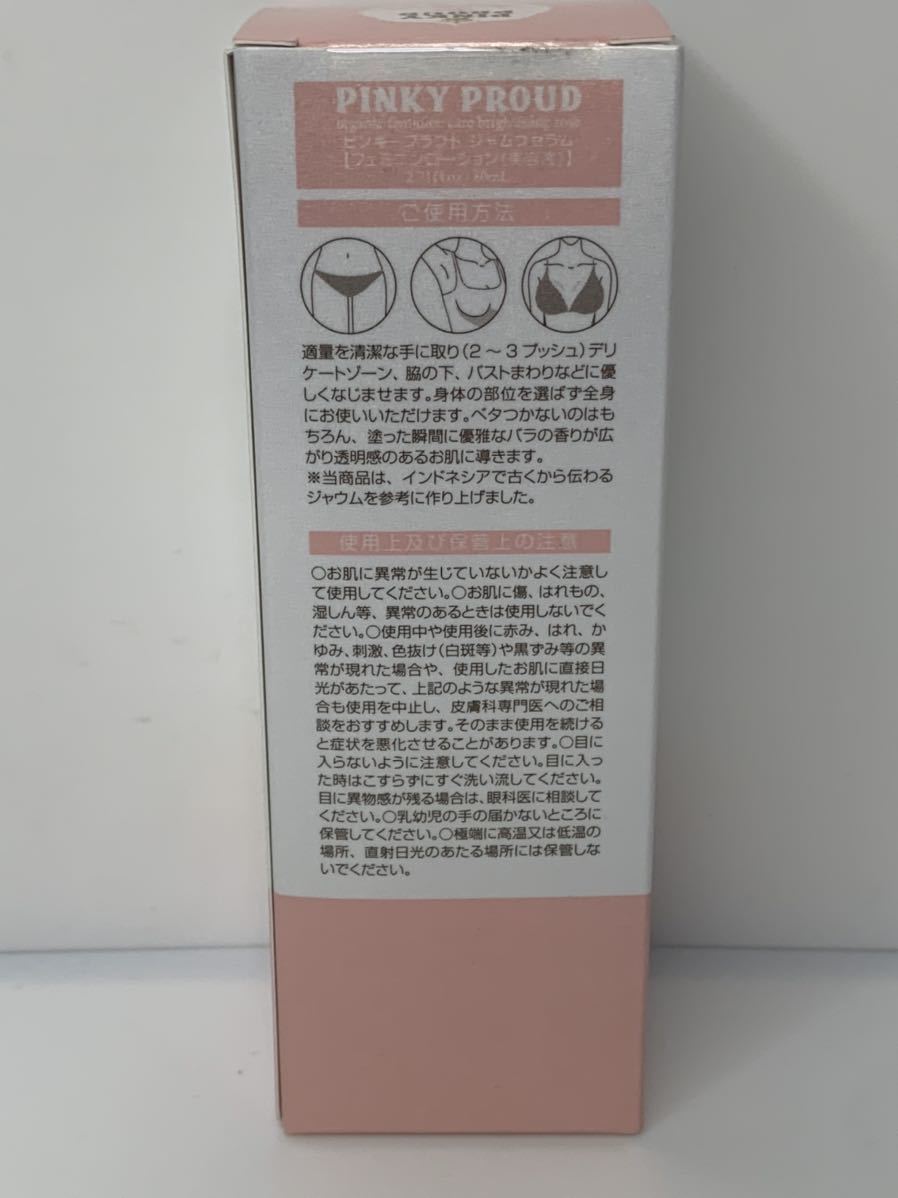 PINKY PROUD
organic feminine care brightening rose
ピンキープラウド ジャムウセラム
【フェミニンローション(美容液)】
80mL
ご使用方法
適量を清潔な手に取り(2〜3プッシュ)デリ
ケートゾーン、脇の下、バストまわりなどに優
しくなじませます。身体の部位を選ばず全身
にお使いいただけます。ベタつかないのはも
ちろん、塗った瞬間に優雅なバラの香りが広
がり透明感のあるお肌に導きます。
※当商品は、インドネシアで古くから伝わる
ジャウムを参考に作り上げました。
使用上及び保管上の注意
○お肌に異常が生じていないかよく注意し
て使用してください。○お肌に傷、はれもの、
湿しん等、異常のあるときは使用しないでく
ださい。○使用中や使用後に赤み、はれ、か
ゆみ、刺激、色抜け(白斑等)や黒ずみ等の異
常が現れた場合や、使用したお肌に直接日
光があたって、上記のような異常が現れた場
合も使用を中止し、皮膚科専門医へのご相
談をおすすめします。そのまま使用を続ける
と症状を悪化させることがあります。○目に
入らないように注意してください。目に入っ
た時はこすらずにすぐ洗い流してください。
目に異物感が残る場合は、眼科医に相談して
ください。○乳幼児の手の届かないところに
保管してください。○極端に高温又は低温の
場所、直射日光のあたる場所には保管しな
いでください。